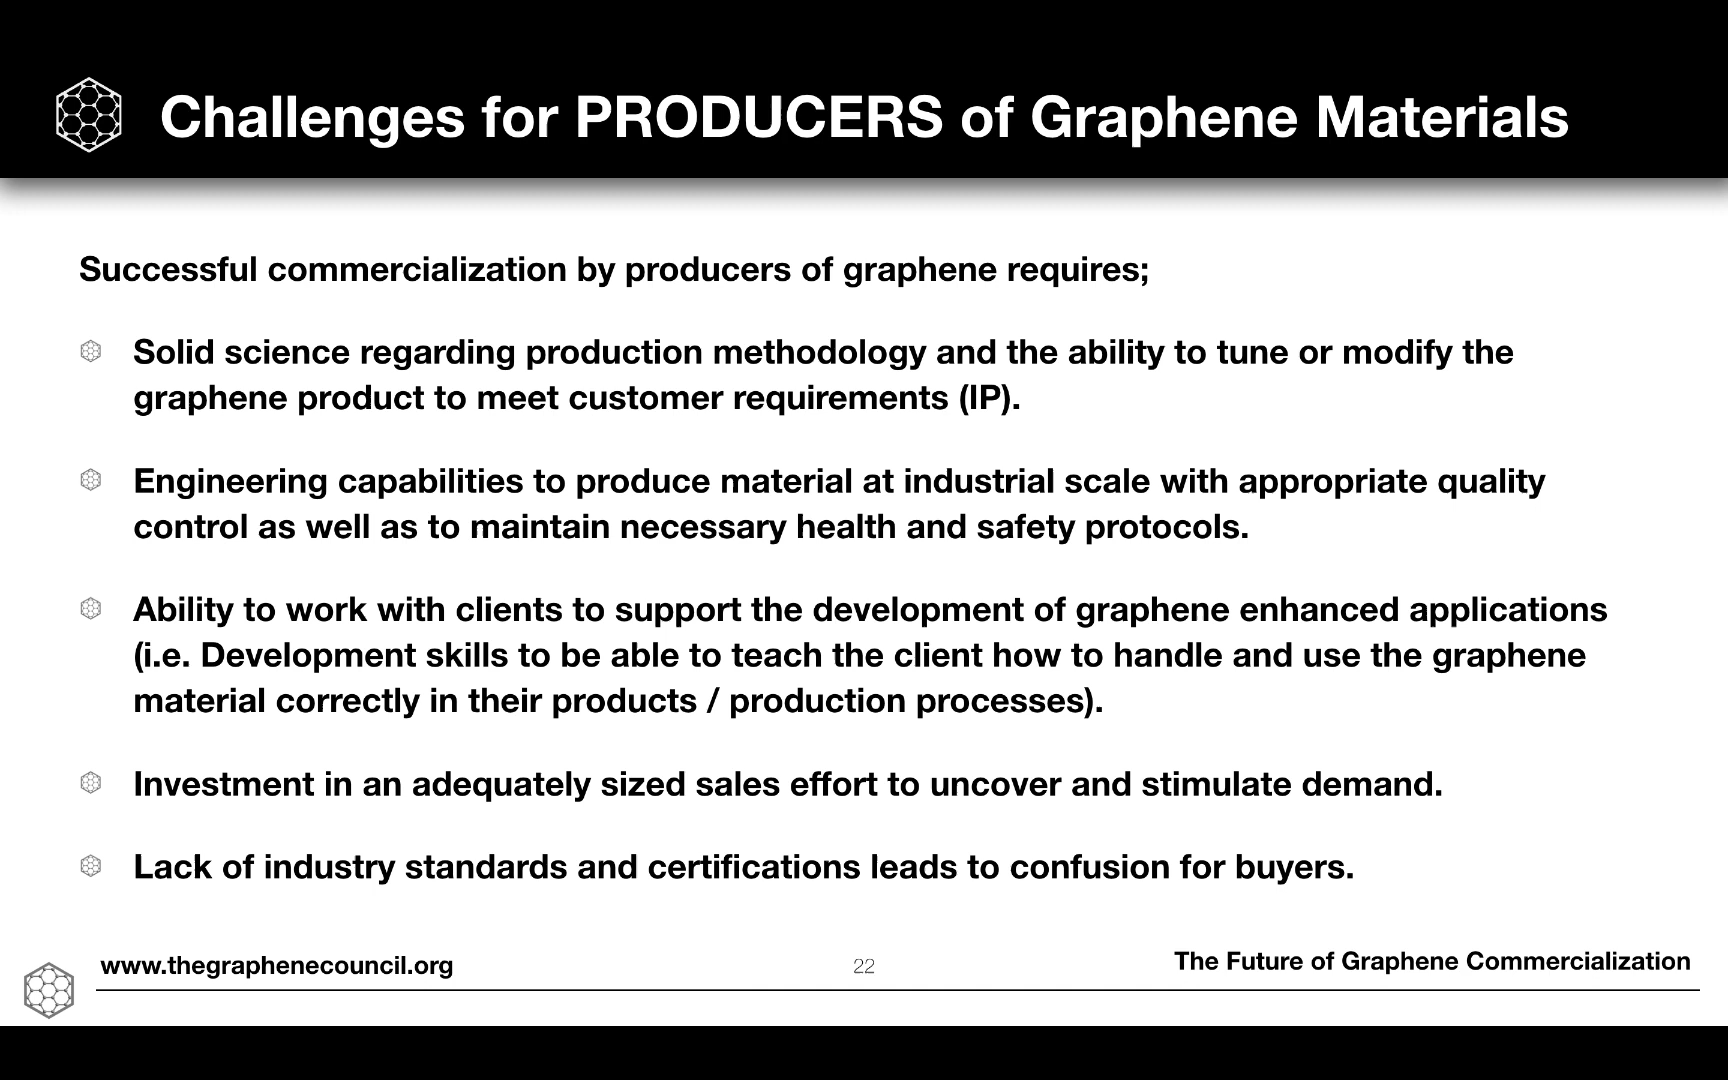 Challenges for PRODUCERS of Graphene Materials
Successful commercialization by producers of graphene requires;
Solid science regarding production methodology and the ability to tune or modify the
graphene product to meet customer requirements (IP).
Engineering capabilities to produce material at industrial scale with appropriate quality
control as well as to maintain necessary health and safety protocols.
Ability to work with clients to support the development of graphene enhanced applications
(i.e. Development skills to be able to teach the client how to handle and use the graphene
material correctly in their products / production processes).
Investment in an adequately sized sales effort to uncover and stimulate demand.
Lack of industry standards and certifications leads to confusion for buyers.
www.thegraphenecouncil.org
22
The Future of Graphene Commercialization